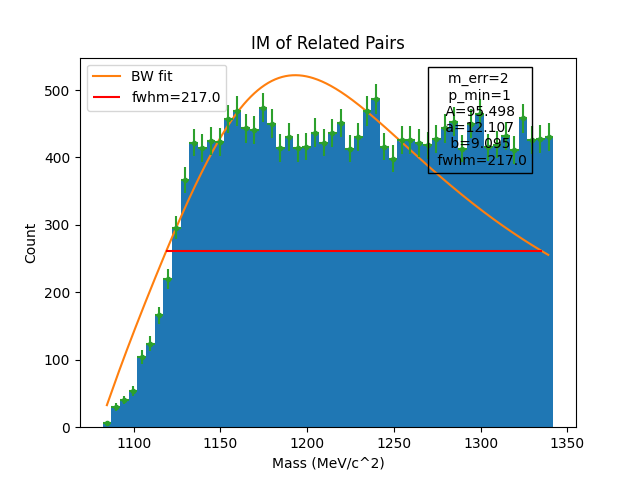 IM of Related Pairs
BW fit
fwhm=217.0
m_err=2
p_min=1
A=95.498
a=12.107
b=9.095
fwhm=217.0
Count
500
400
300
200
100
0
1100
1150
1200
1250
1300
1350
Mass (MeV/c^2)